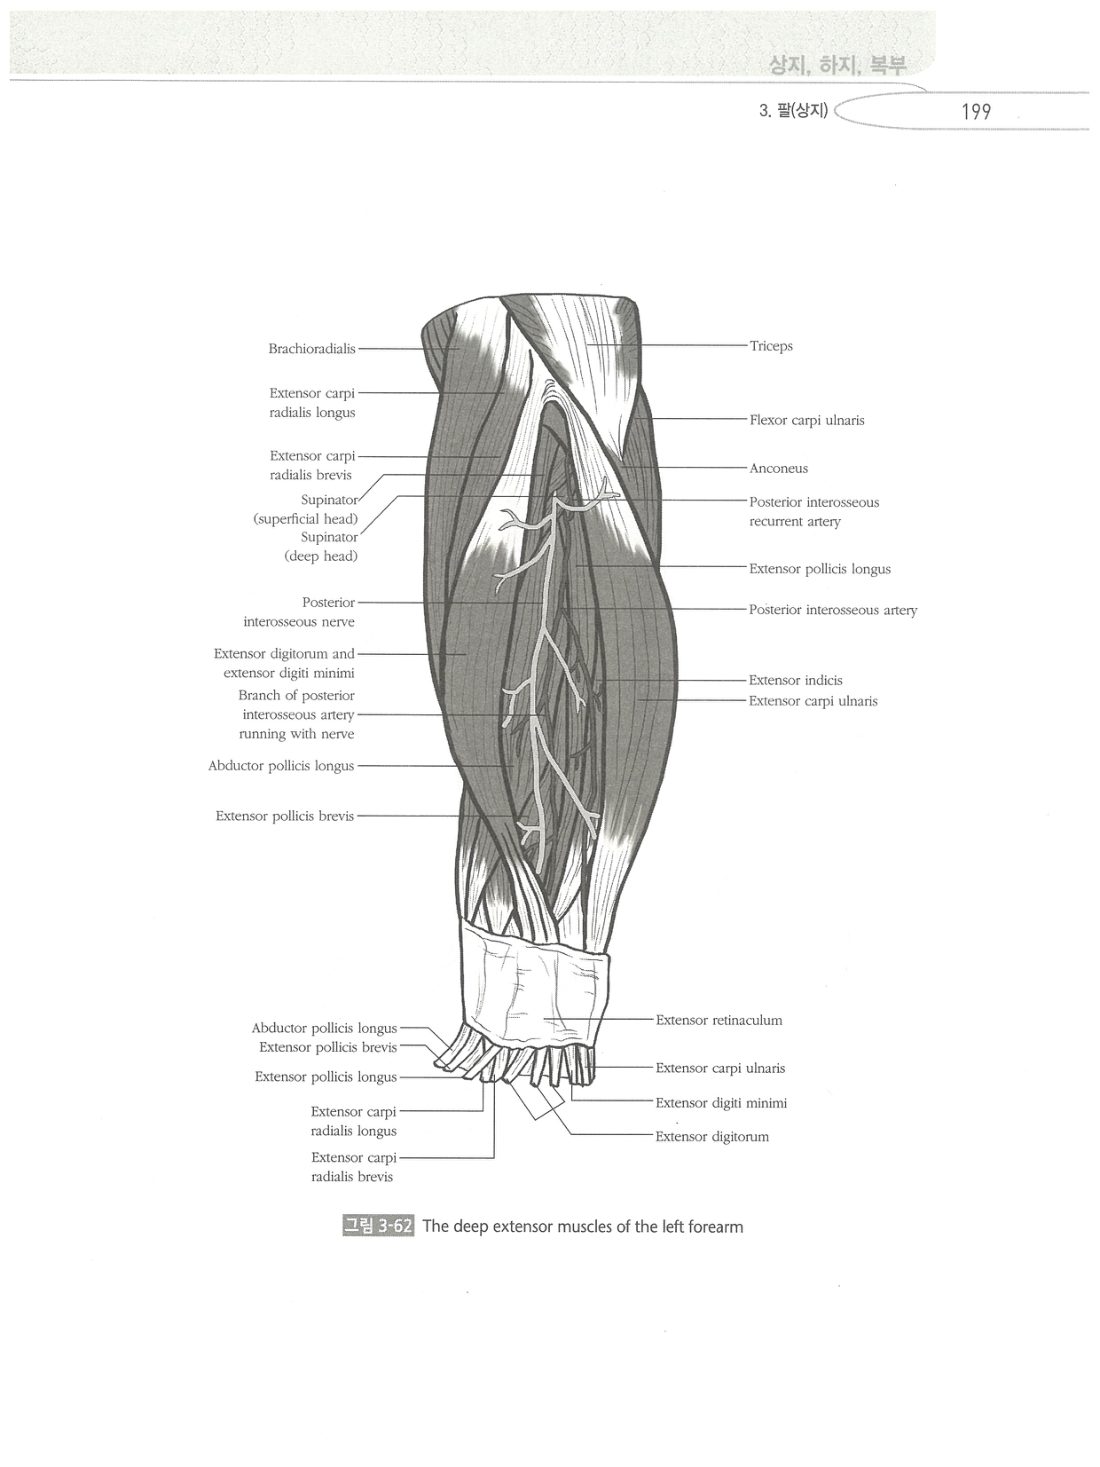 상지, 하지, 복부
3. 팔(상지)
199
Brachioradialis
Extensor carpi
radialis longus
Extensor carpi
radialis brevis
Supinator
(superficial head)
Supinator
(deep head)
Posterior
interosseous nerve
Extensor digitorum and
extensor digiti minimi
Branch of posterior
interosseous artery
running with nerve
Abductor pollicis longus
Extensor pollicis brevis
Triceps
Flexor carpi ulnaris
Anconeus
Posterior interosseous
recurrent artery
Extensor pollicis longus
Posterior interosseous artery
Extensor indicis
Extensor carpi ulnaris
Abductor pollicis longus
Extensor pollicis brevis
Extensor pollicis longus
Extensor carpi
radialis longus
Extensor carpi
radialis brevis
Extensor retinaculum
Extensor carpi ulnaris
Extensor digiti minimi
Extensor digitorum
그림 3-62 The deep extensor muscles of the left forearm